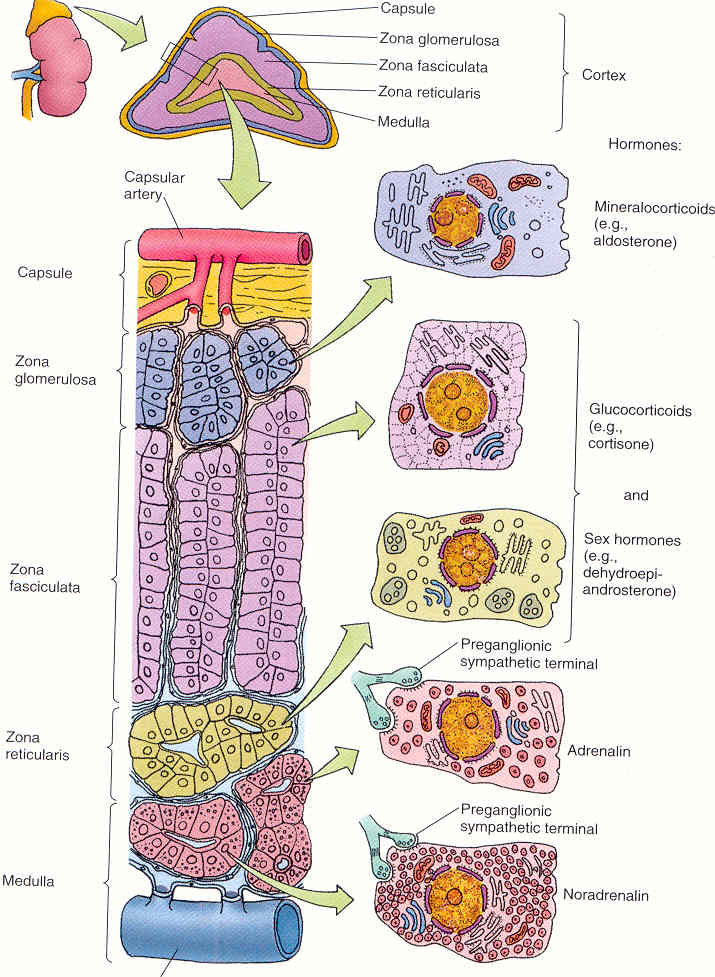 Capsule
Zona glomerulosa
Zona fasciculata
Zona reticularis
Medulla
Cortex
Hormones:
Capsular
artery
Mineralocorticoids
(e.g.,
aldosterone)
Capsule
Zona
glomerulosa
Glucocorticoids
(e.g.,
cortisone)
and
Sex hormones
(e.g.,
dehydroepi-
androsterone)
Zona
fasciculata
Preganglionic
sympathetic terminal
Zona
reticularis
Adrenalin
Preganglionic
sympathetic terminal
Medulla
Noradrenalin